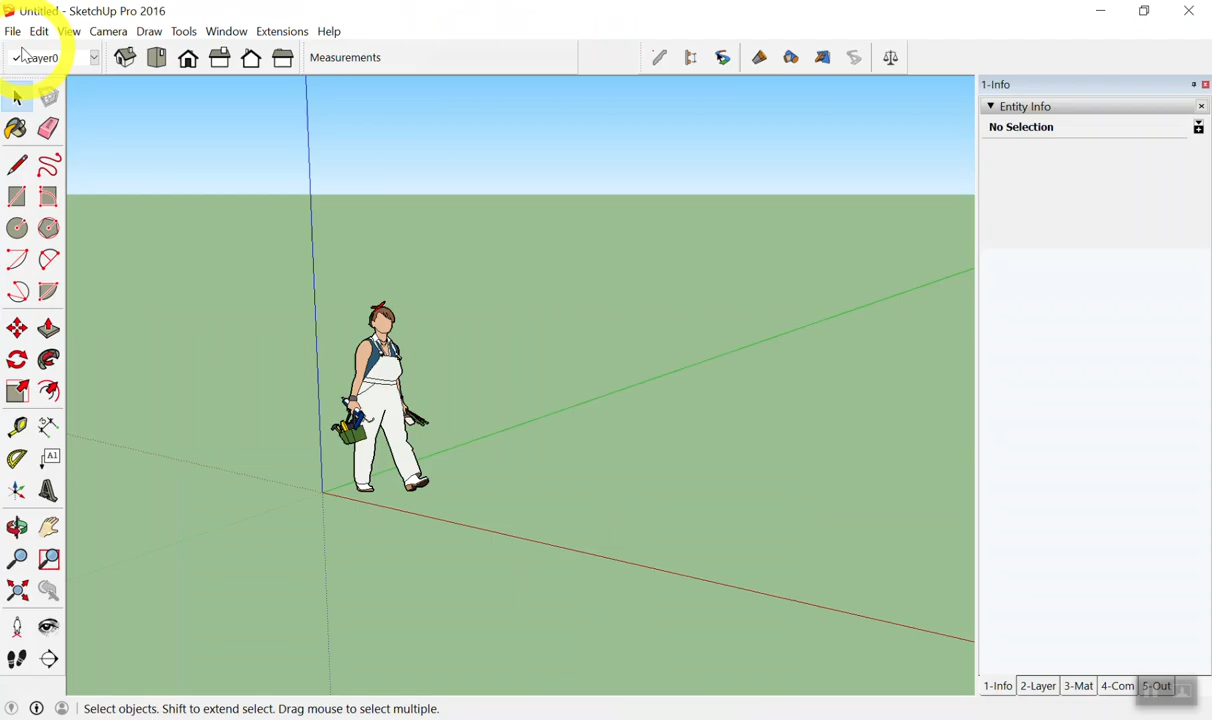 Untitled - SketchUp Pro 2016
File Edit View Camera Draw Tools Window Extensions Help
Layer0
Measurements
1-Info
Entity Info
No Selection
A1
1-Info 2-Layer 3-Mat 4-Com 5-Out
Select objects. Shift to extend select. Drag mouse to select multiple.